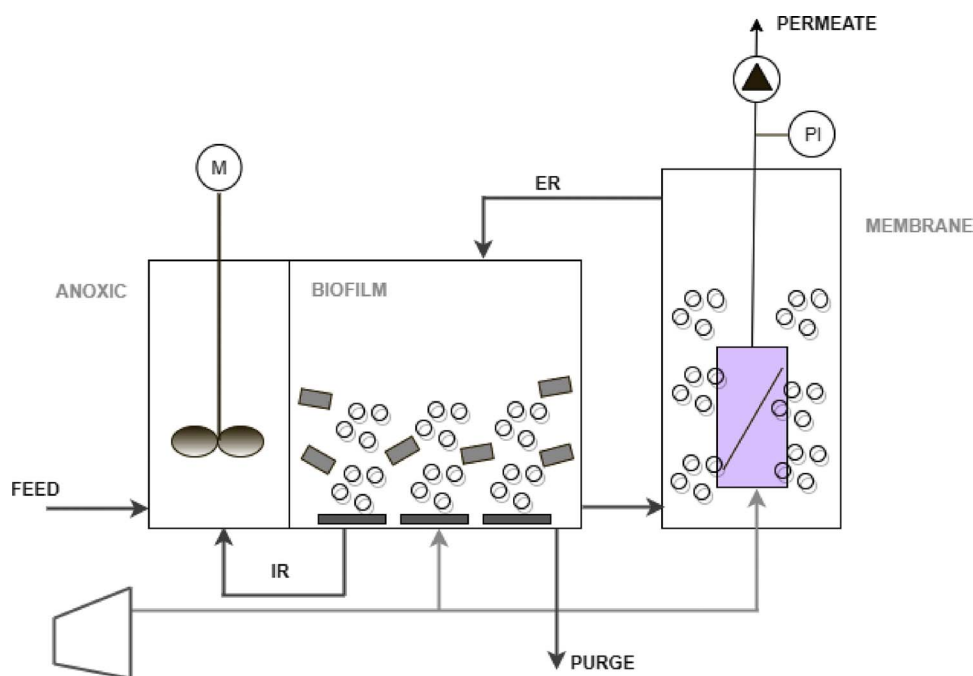 PERMEATE
PI
M
ER
MEMBRANE
ANOXIC
BIOFILM
FEED
IR
PURGE